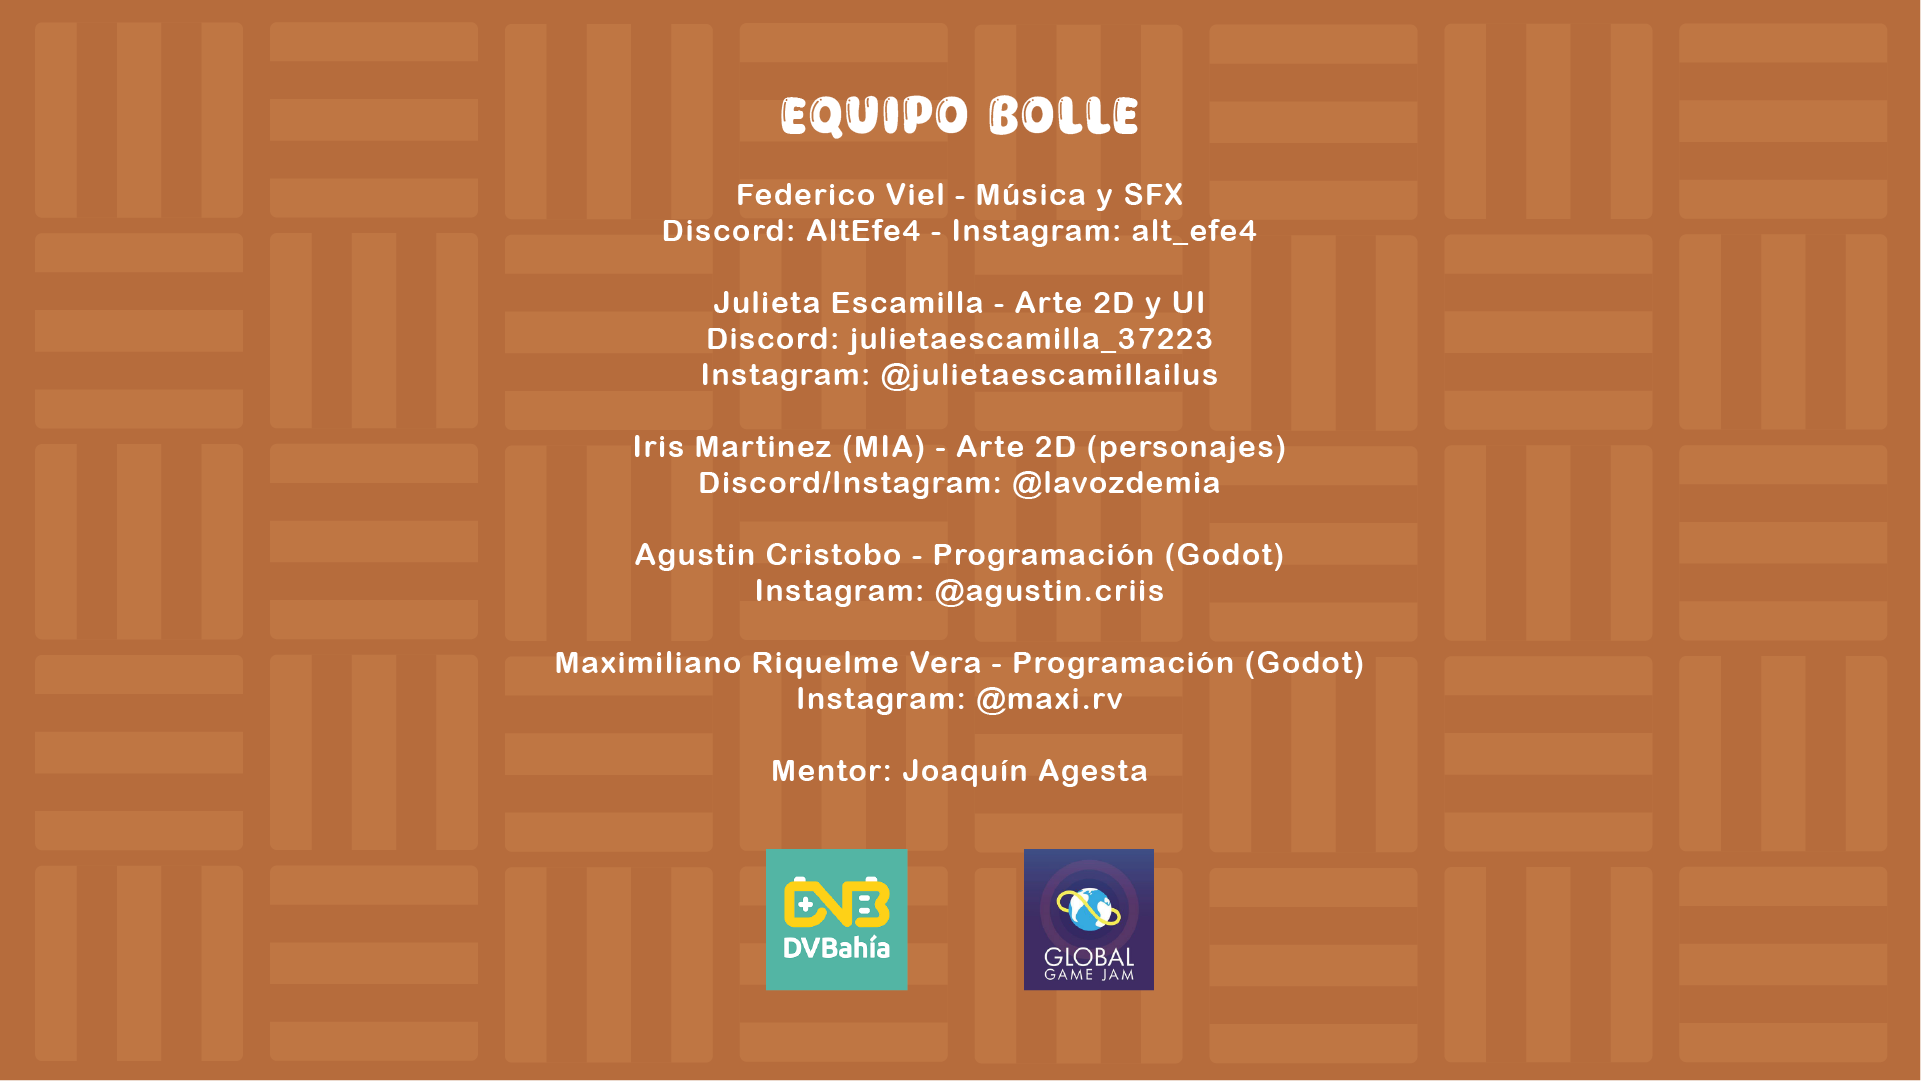 EQUIPO BOLLE
Federico Viel - Música y SFX
Discord: AltEfe4 - Instagram: alt_efe4
Julieta Escamilla - Arte 2D y UI
Discord: julietaescamilla_37223
Instagram: @julietaescamillailus
Iris Martinez (MIA) - Arte 2D (personajes)
Discord/Instagram: @lavozdemia
Agustin Cristobo - Programación (Godot)
Instagram: @agustin.criis
Maximiliano Riquelme Vera - Programación (Godot)
Instagram: @maxi.rv
Mentor: Joaquín Agesta
DVB
DVBahía
GLOBAL
GAME JAM